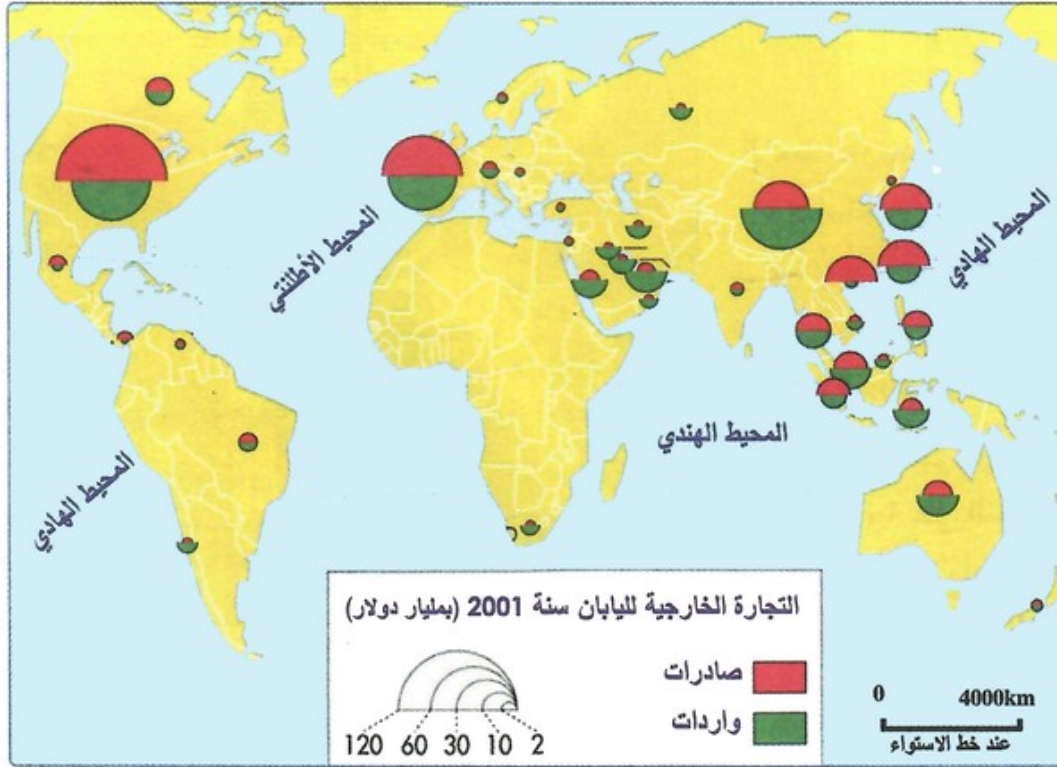 المحيط الهادي
المحيط الأطلنتي
المحيط الهندي
المحيط الهادي
التجارة الخارجية لليابان سنة 2001 (بمليار دولار)
صادرات
واردات
120 60 30 10 2
0 4000km
عند خط الاستواء